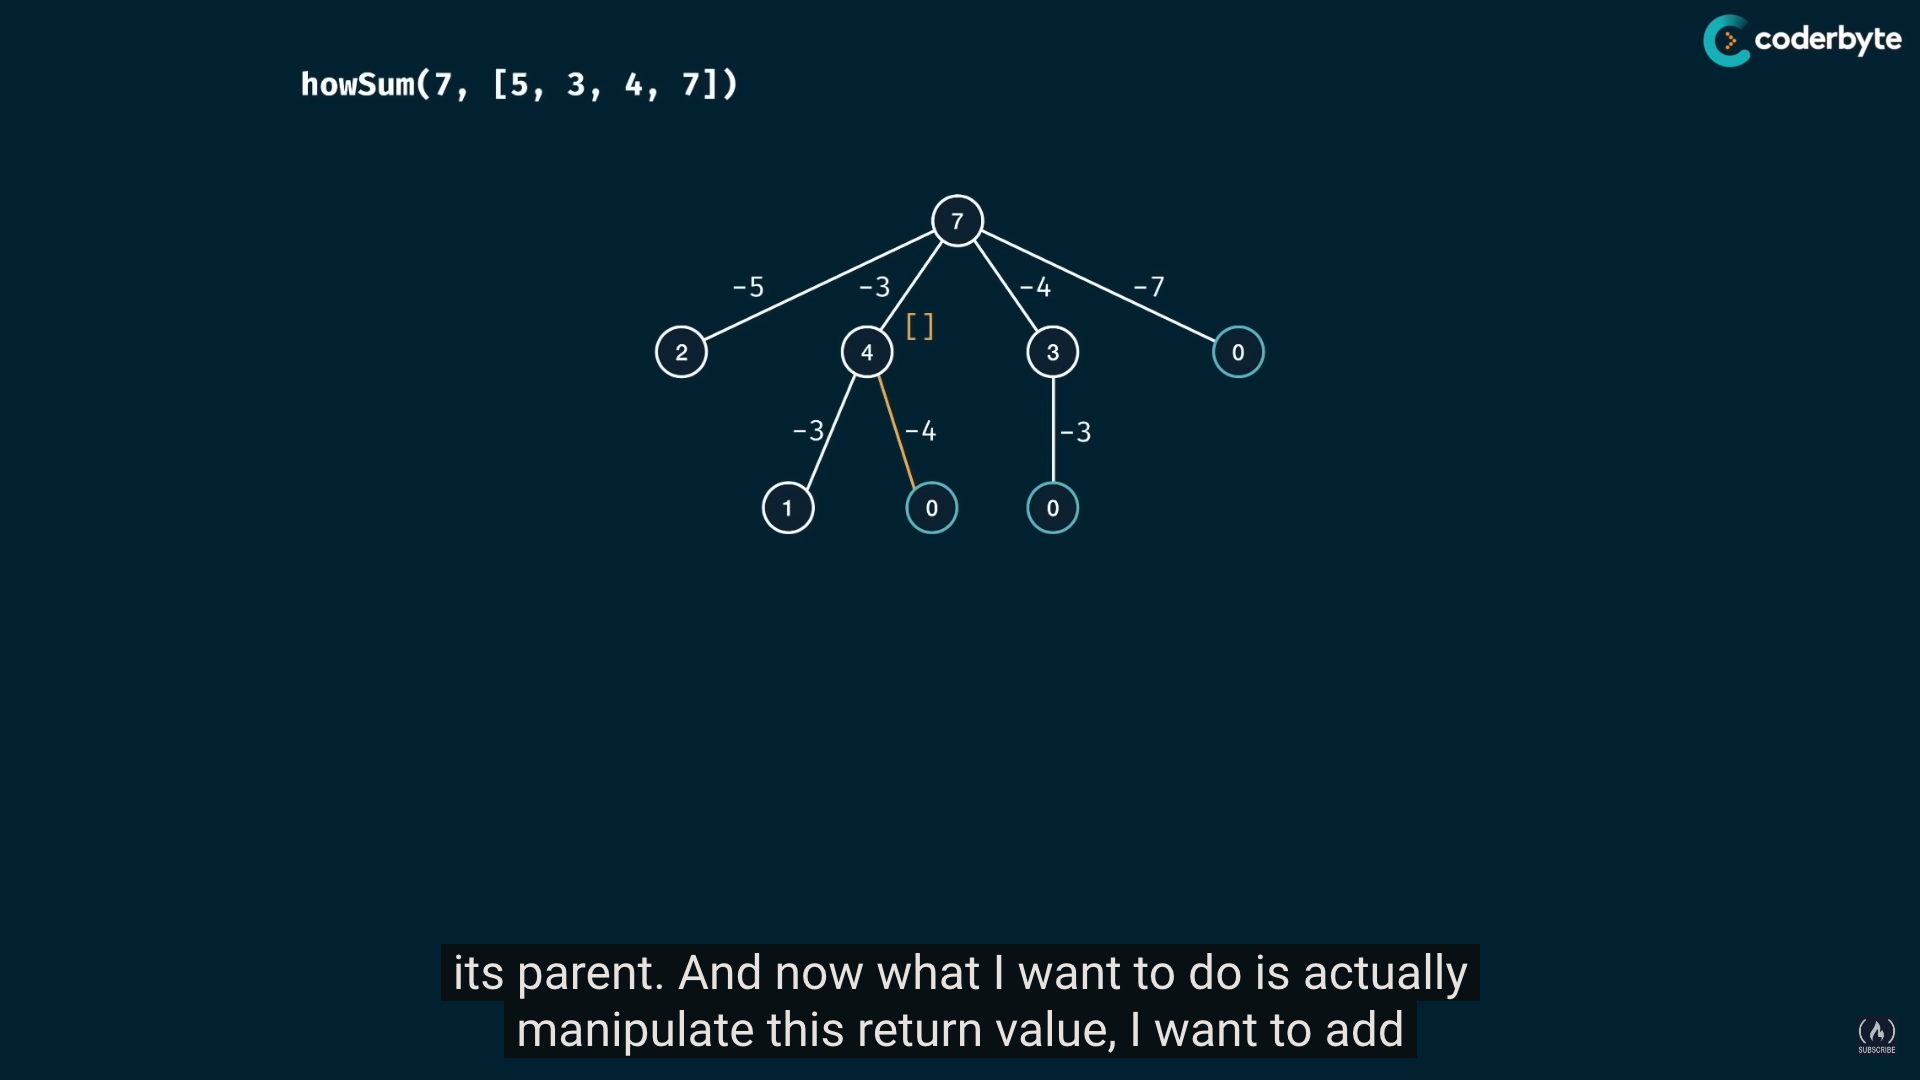 coderbyte
howSum(7, [5, 3, 4, 7])
7
-5 -3 -4 -7
[]
2 4 3 0
-3 -4 -3
1 0 0
its parent. And now what I want to do is actually
manipulate this return value, I want to add
SUBSCRIBE